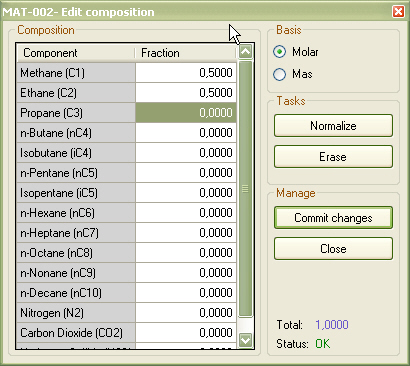 MAT-002- Edit composition
Composition
Component Fraction
Methane (C1) 0,5000
Ethane (C2) 0,5000
Propane (C3) 0,0000
n-Butane (nC4) 0,0000
Isobutane (iC4) 0,0000
n-Pentane (nC5) 0,0000
Isopentane (iC5) 0,0000
n-Hexane (nC6) 0,0000
n-Heptane (nC7) 0,0000
n-Octane (nC8) 0,0000
n-Nonane (nC9) 0,0000
n-Decane (nC10) 0,0000
Nitrogen (N2) 0,0000
Carbon Dioxide (CO2) 0,0000
Basis
Molar
Mas
Tasks
Normalize
Erase
Manage
Commit changes
Close
Total: 1,0000
Status: OK